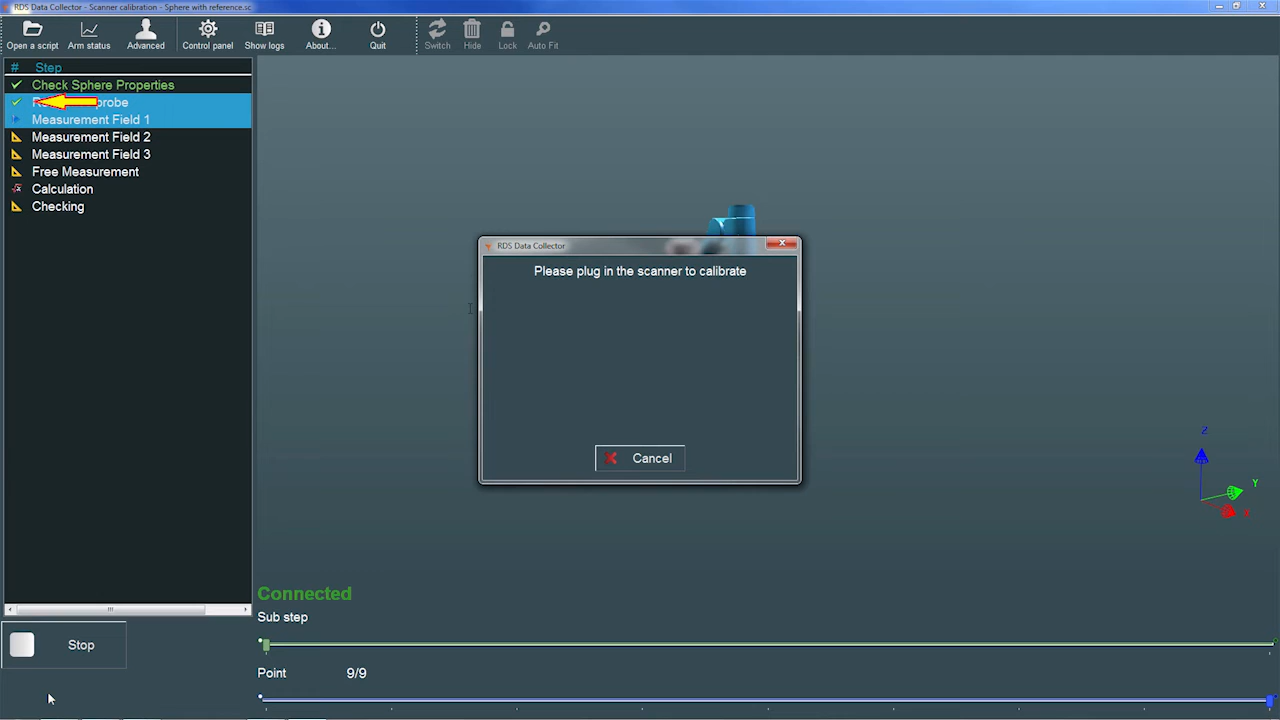 RDS Data Collector - Scanner calibration - Sphere with reference.sc
Open a script
Arm status
Advanced
Control panel
Show logs
About...
Quit
Switch
Hide
Lock
Auto Fit
# Step
Check Sphere Properties
probe
Measurement Field 1
Measurement Field 2
Measurement Field 3
Free Measurement
Calculation
Checking
RDS Data Collector
Please plug in the scanner to calibrate
Cancel
Z
Y
X
Connected
Sub step
Stop
Point 9/9